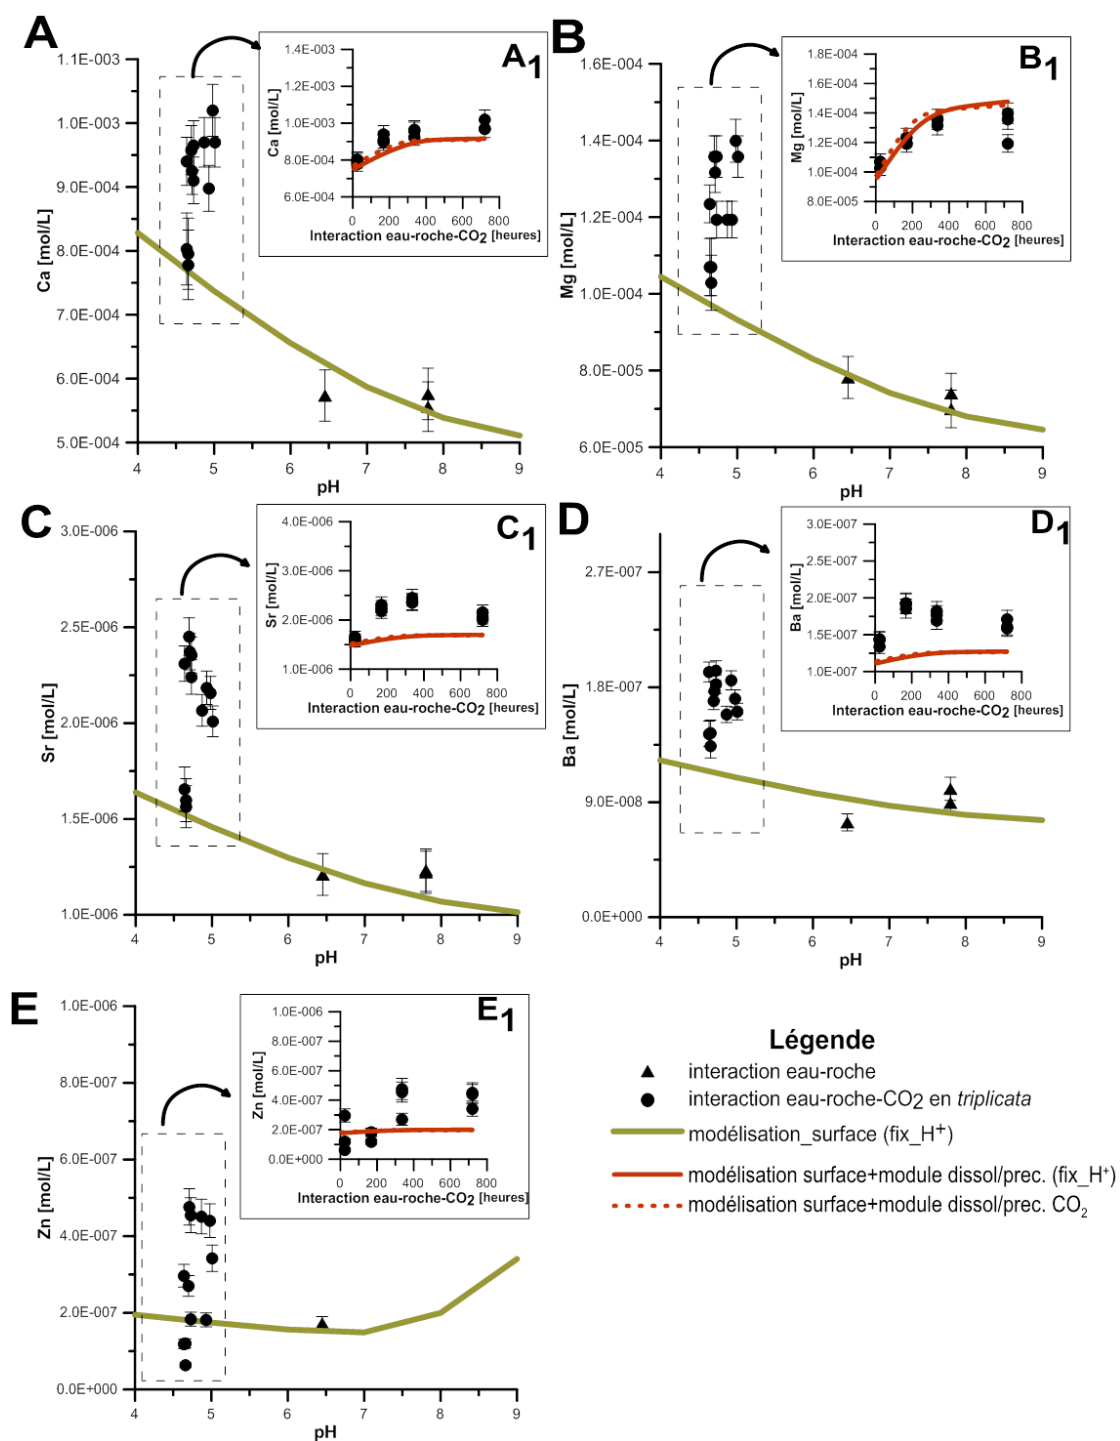 A
Ca [mol/L]
1.1E-003
1.0E-003
9.0E-004
8.0E-004
7.0E-004
6.0E-004
5.0E-004
4 5 6 7 8 9
pH
A1
Ca [mol/L]
1.4E-003
1.2E-003
1.0E-003
8.0E-004
6.0E-004
0 200 400 600 800
Interaction eau-roche-CO2 [heures]
B
Mg [mol/L]
1.6E-004
1.4E-004
1.2E-004
1.0E-004
8.0E-005
6.0E-005
4 5 6 7 8 9
pH
B1
Mg [mol/L]
1.8E-004
1.6E-004
1.4E-004
1.2E-004
1.0E-004
8.0E-005
0 200 400 600 800
Interaction eau-roche-CO2 [heures]
C
Sr [mol/L]
3.0E-006
2.5E-006
2.0E-006
1.5E-006
1.0E-006
4 5 6 7 8 9
pH
C1
Sr [mol/L]
4.0E-006
3.0E-006
2.0E-006
1.0E-006
0 200 400 600 800
Interaction eau-roche-CO2 [heures]
D
Ba [mol/L]
2.7E-007
1.8E-007
9.0E-008
0.0E+000
4 5 6 7 8 9
pH
D1
Ba [mol/L]
3.0E-007
2.5E-007
2.0E-007
1.5E-007
1.0E-007
0 200 400 600 800
Interaction eau-roche-CO2 [heures]
E
Zn [mol/L]
1.0E-006
8.0E-007
6.0E-007
4.0E-007
2.0E-007
0.0E+000
4 5 6 7 8 9
pH
E1
Zn [mol/L]
1.0E-006
8.0E-007
6.0E-007
4.0E-007
2.0E-007
0.0E+000
0 200 400 600 800
Interaction eau-roche-CO2 [heures]
Légende
interaction eau-roche
interaction eau-roche-CO2 en triplicata
modélisation_surface (fix_H+)
modélisation surface+module dissol/prec. (fix_H+)
modélisation surface+module dissol/prec. CO2